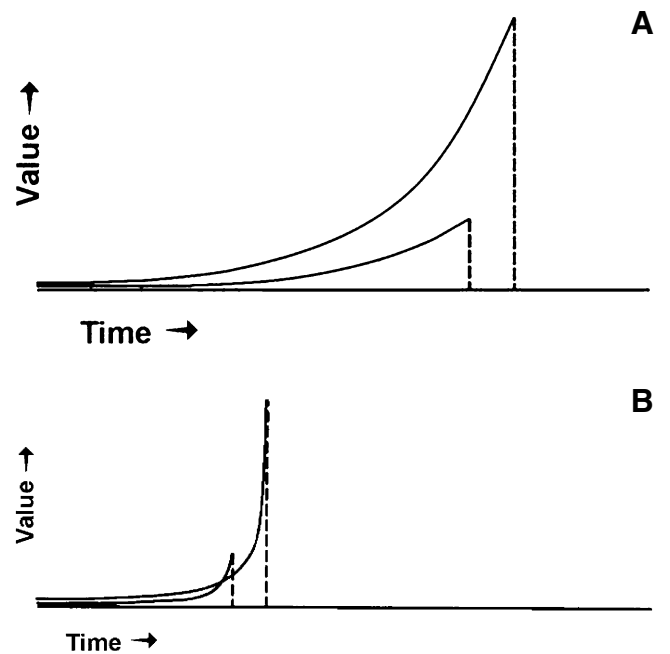 A
Value →
Time →
B
Value →
Time →